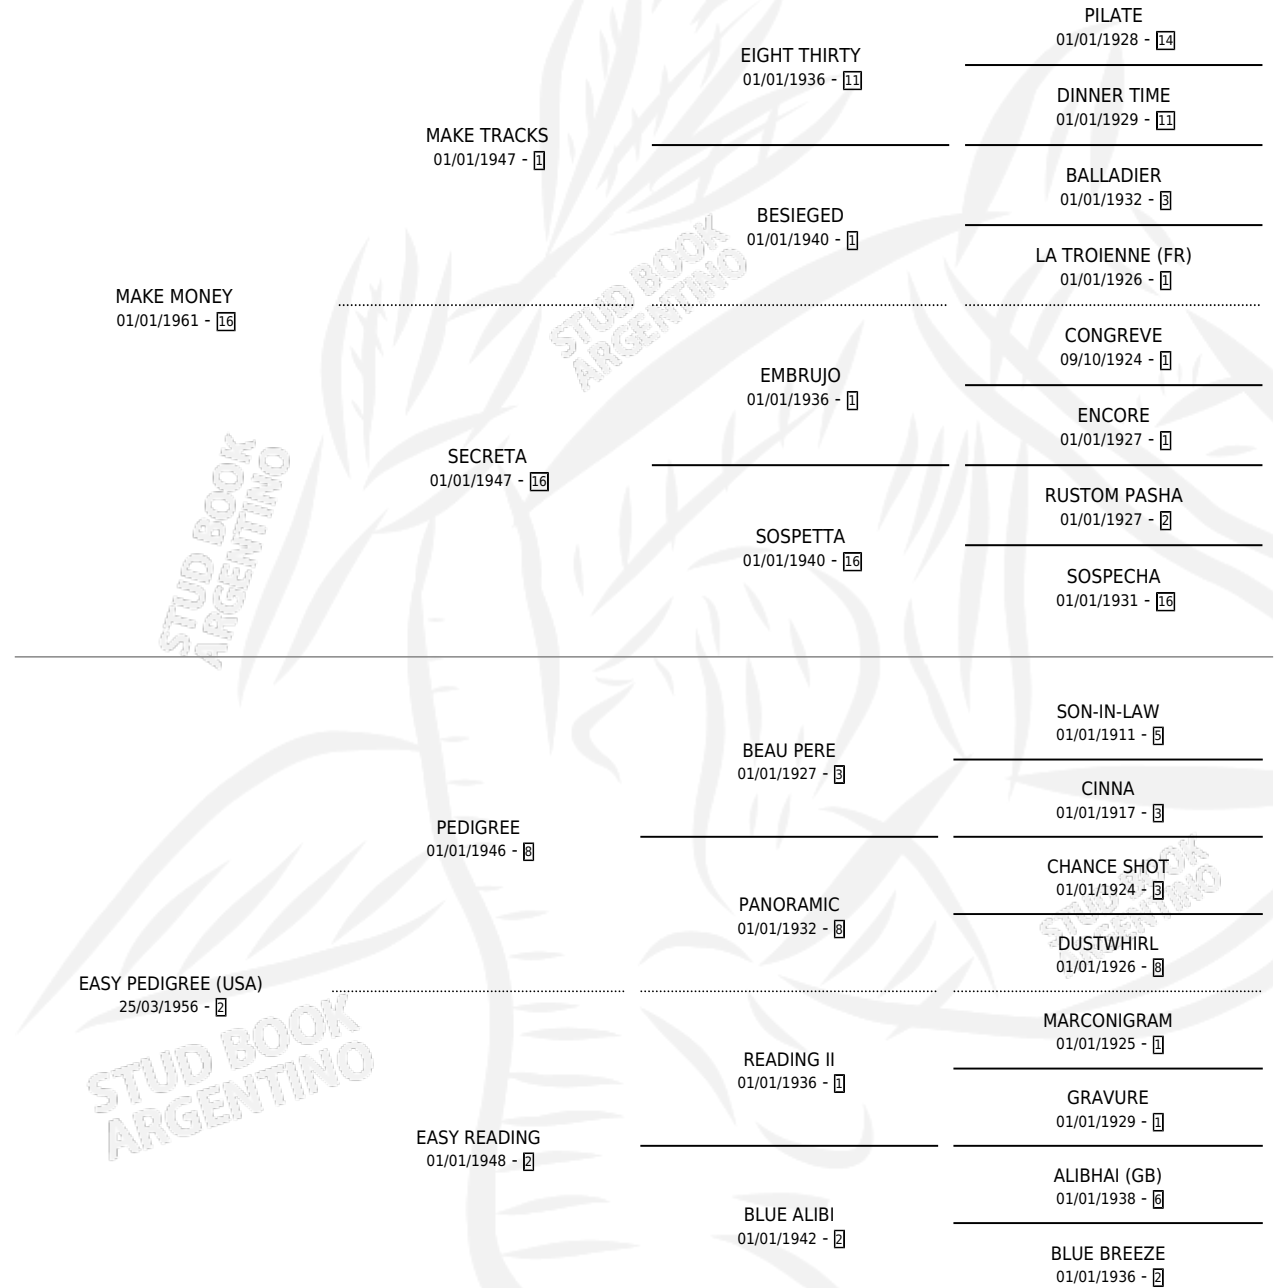 PILATE
01/01/1928 - 14
EIGHT THIRTY
01/01/1936 - 11
DINNER TIME
01/01/1929 - 11
MAKE TRACKS
01/01/1947 - 1
BALLADIER
01/01/1932 - 3
BESIEGED
01/01/1940 - 1
LA TROIENNE (FR)
01/01/1926 - 1
MAKE MONEY
01/01/1961 - 16
CONGREVE
09/10/1924 - 1
EMBRUJO
01/01/1936 - 1
ENCORE
01/01/1927 - 1
SECRETA
01/01/1947 - 16
RUSTOM PASHA
01/01/1927 - 2
SOSPETTA
01/01/1940 - 16
SOSPECHA
01/01/1931 - 16
SON-IN-LAW
01/01/1911 - 5
BEAU PERE
01/01/1927 - 3
CINNA
01/01/1917 - 3
PEDIGREE
01/01/1946 - 8
CHANCE SHOT
01/01/1924 - 3
PANORAMIC
01/01/1932 - 8
DUSTWHIRL
01/01/1926 - 8
EASY PEDIGREE (USA)
25/03/1956 - 2
MARCONIGRAM
01/01/1925 - 1
READING II
01/01/1936 - 1
GRAVURE
01/01/1929 - 1
EASY READING
01/01/1948 - 2
ALIBHAI (GB)
01/01/1938 - 6
BLUE ALIBI
01/01/1942 - 2
BLUE BREEZE
01/01/1936 - 2
STUD BOOK
ARGENTINO
STUD BOOK
ARGENTINO
STUD BOOK
ARGENTINO
STUD BOOK
ARGENTINO